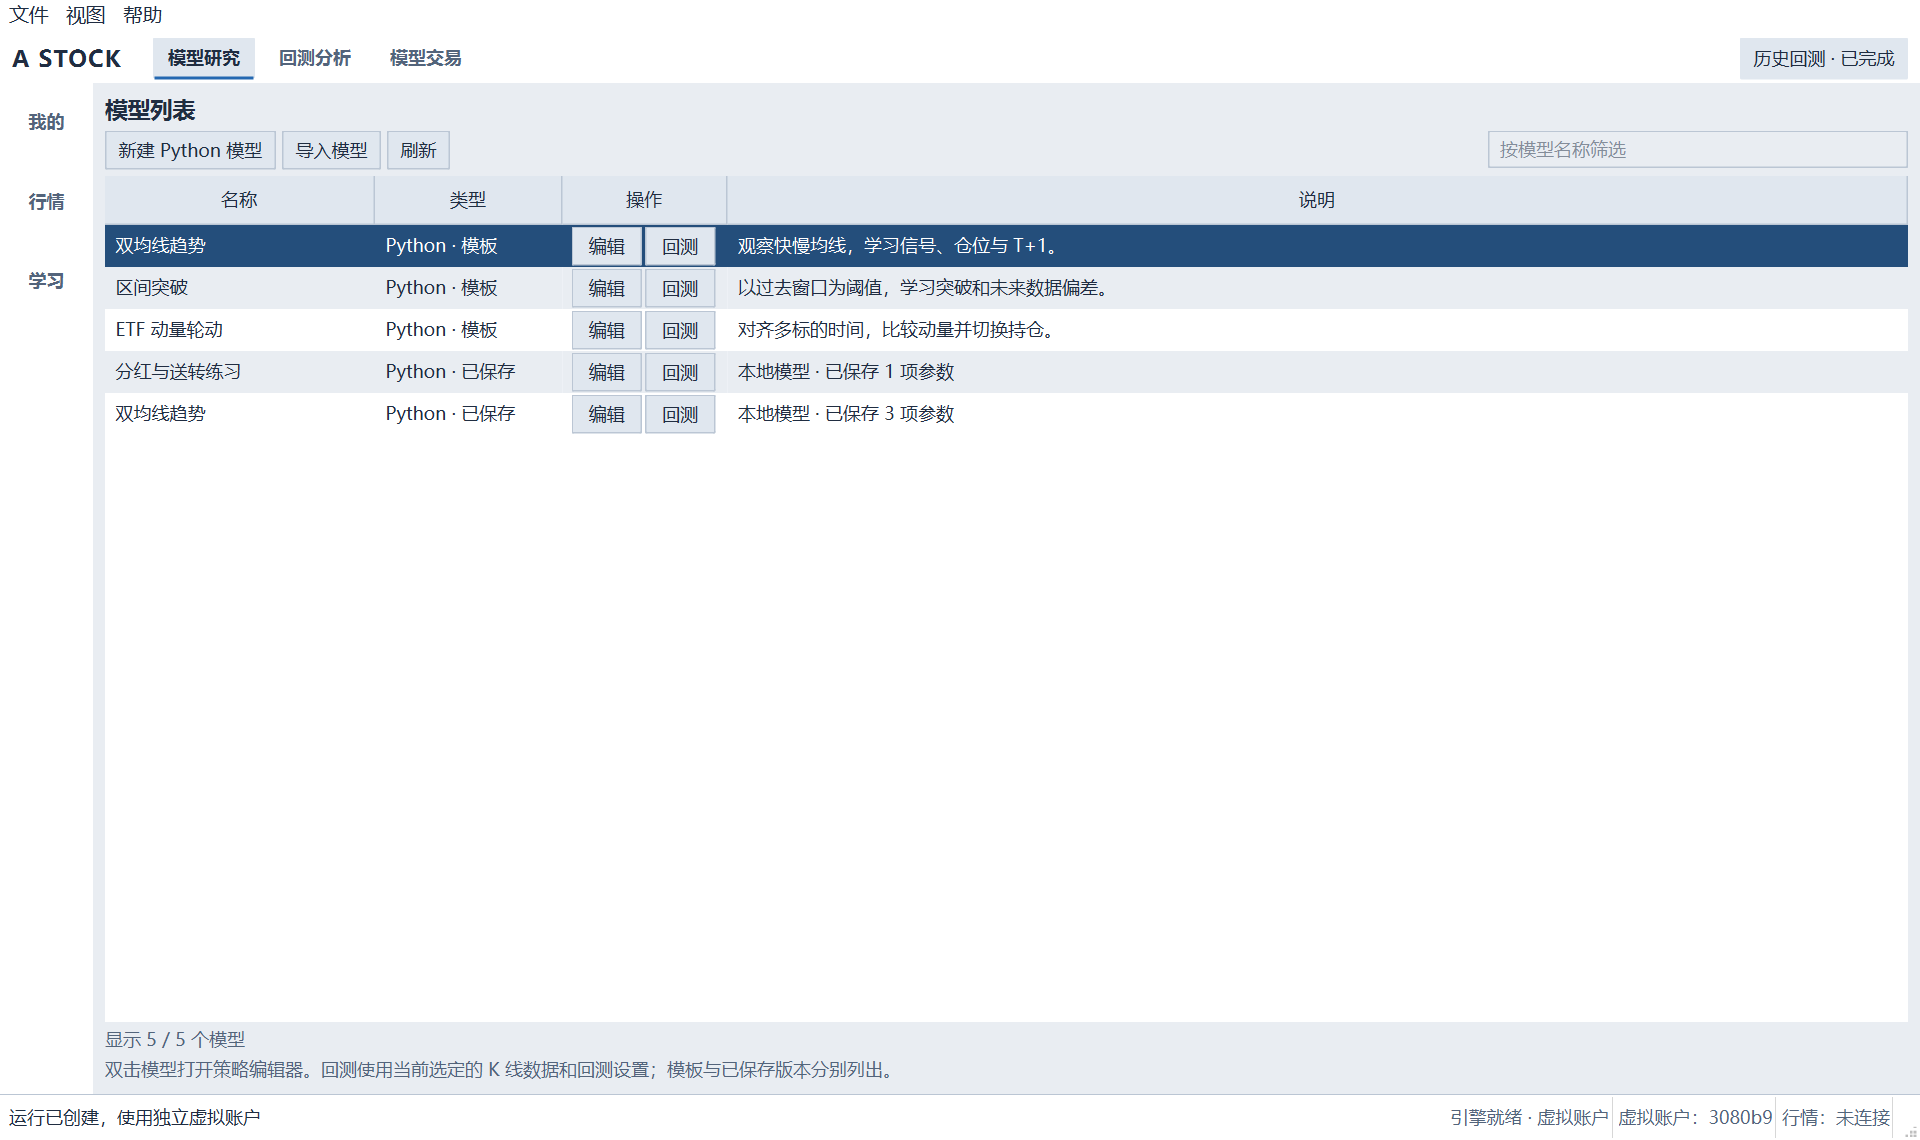 文件 视图 帮助
A STOCK 模型研究 回测分析 模型交易 历史回测 · 已完成
我的
行情
学习
模型列表
新建 Python 模型 导入模型 刷新 按模型名称筛选
名称 类型 操作 说明
双均线趋势 Python · 模板 编辑 回测 观察快慢均线，学习信号、仓位与 T+1。
区间突破 Python · 模板 编辑 回测 以过去窗口为阈值，学习突破和未来数据偏差。
ETF 动量轮动 Python · 模板 编辑 回测 对齐多标的时间，比较动量并切换持仓。
分红与送转练习 Python · 已保存 编辑 回测 本地模型 · 已保存 1 项参数
双均线趋势 Python · 已保存 编辑 回测 本地模型 · 已保存 3 项参数
显示 5 / 5 个模型
双击模型打开策略编辑器。回测使用当前选定的 K 线数据和回测设置；模板与已保存版本分别列出。
运行已创建，使用独立虚拟账户 引擎就绪 · 虚拟账户 虚拟账户：3080b9 行情：未连接